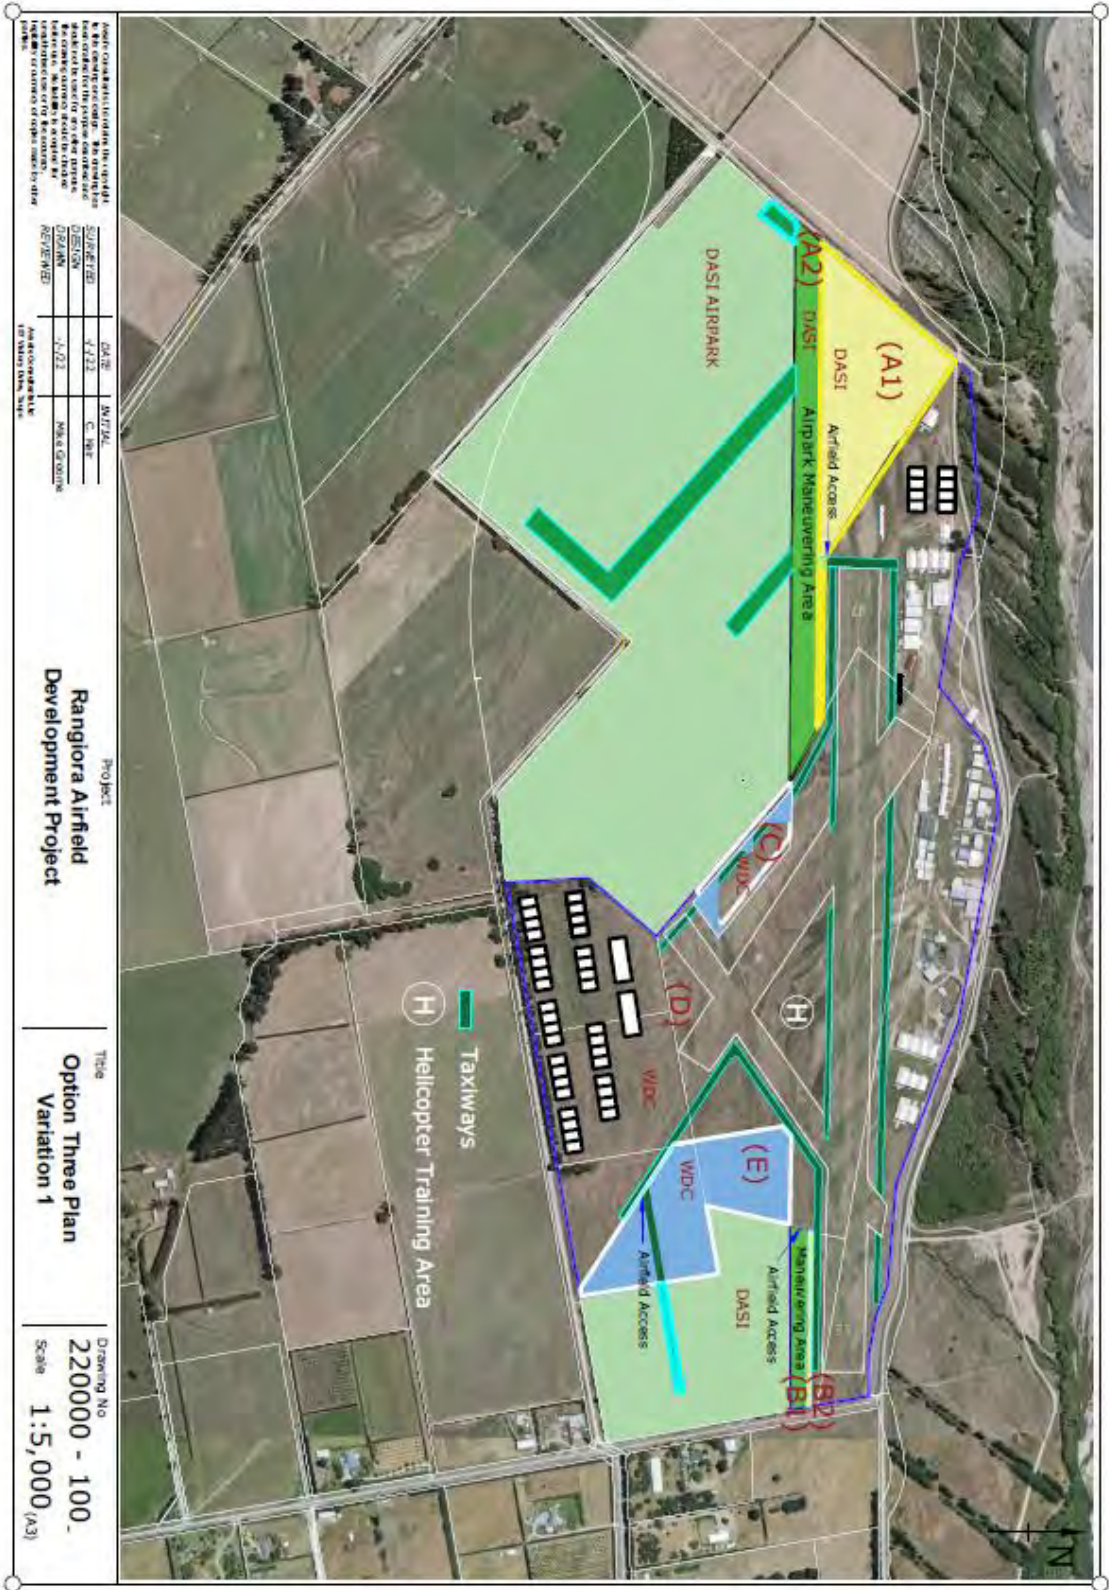 (A1)
DASI
Airfield Access
(A2)
DASI
Airpark Maneuvering Area
DASI AIRPARK
(C)
WDC
(D)
WDC
H
(E)
WDC
Maneuvering Area
Airfield Access
(B2)
(B1)
DASI
Airfield Access
Taxiways
H Helicopter Training Area
N
DATE INITIAL
SURVEYED
DESIGN
DRAWN Mike Groome
REVIEWED
Project
Rangiora Airfield
Development Project
Title
Option Three Plan
Variation 1
Drawing No
220000 - 100
Scale 1:5,000 (A3)